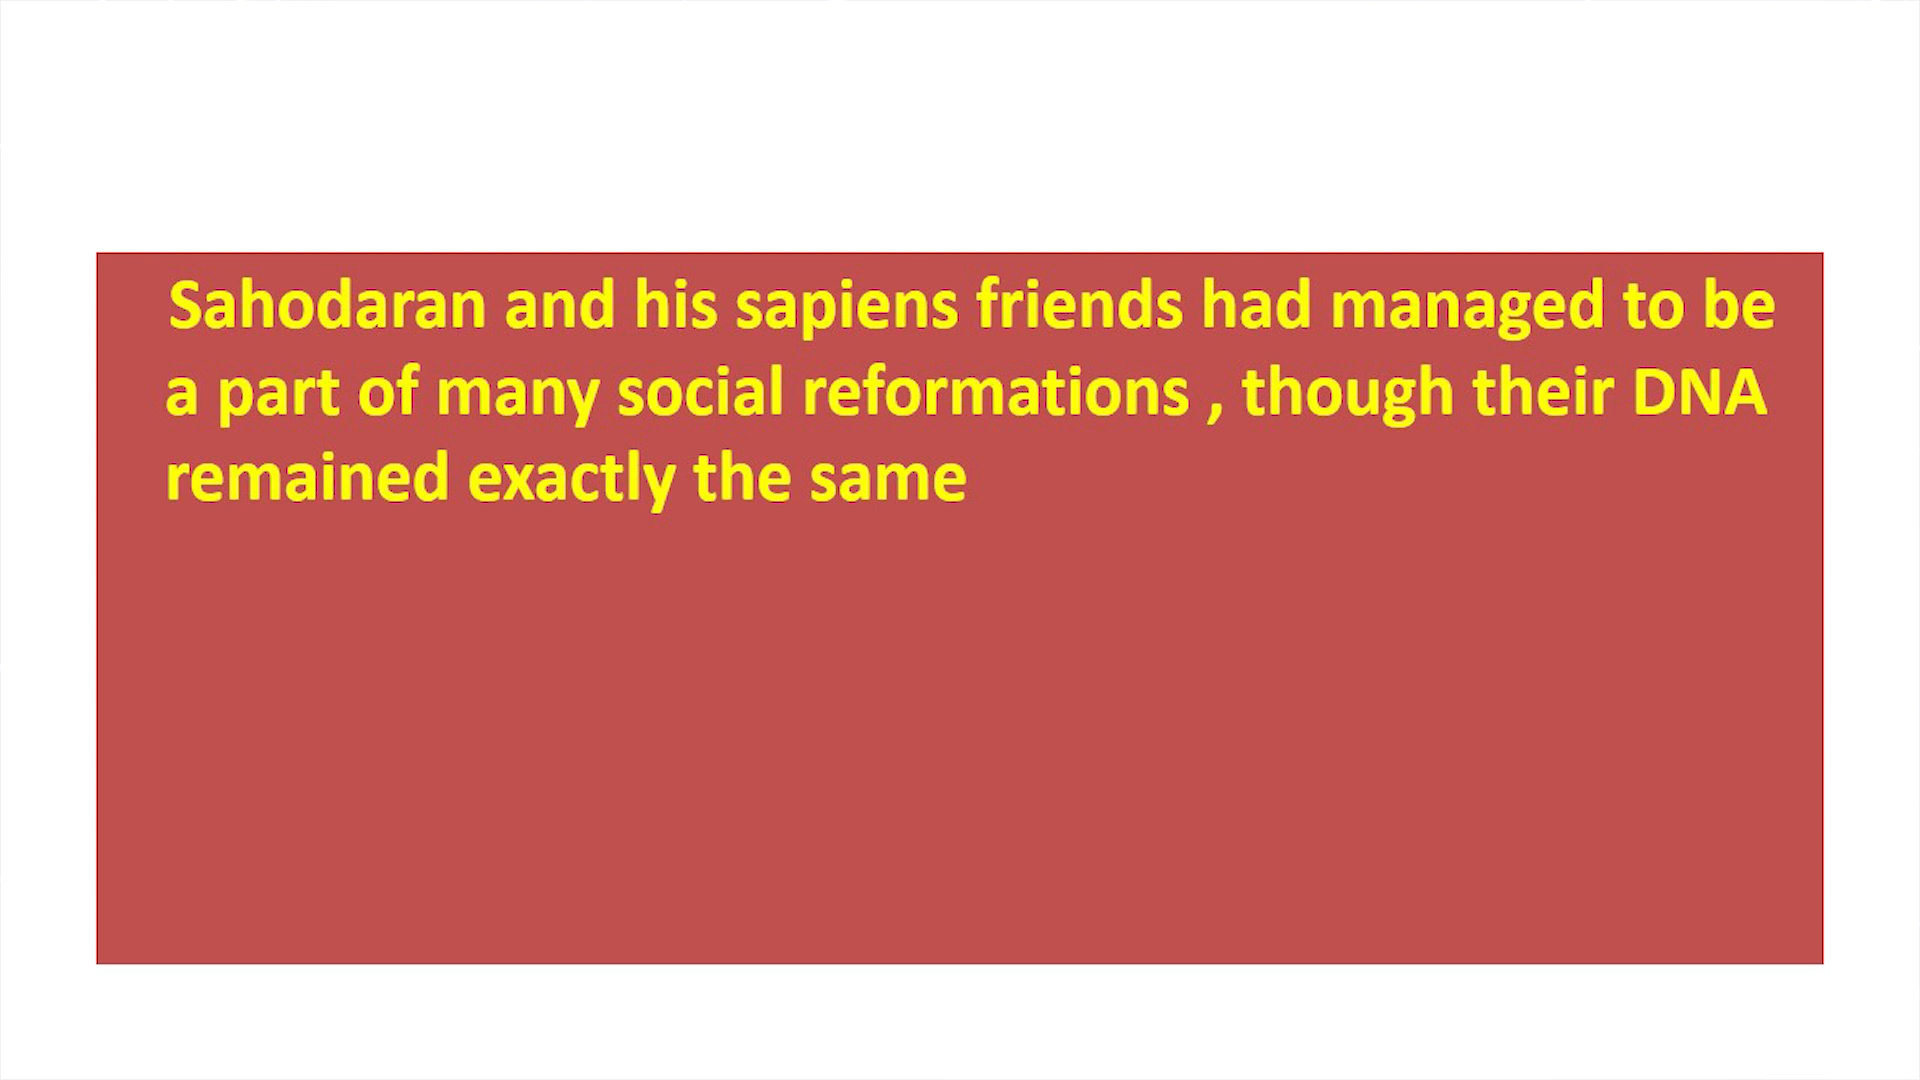 Sahodaran and his sapiens friends had managed to be
a part of many social reformations , though their DNA
remained exactly the same